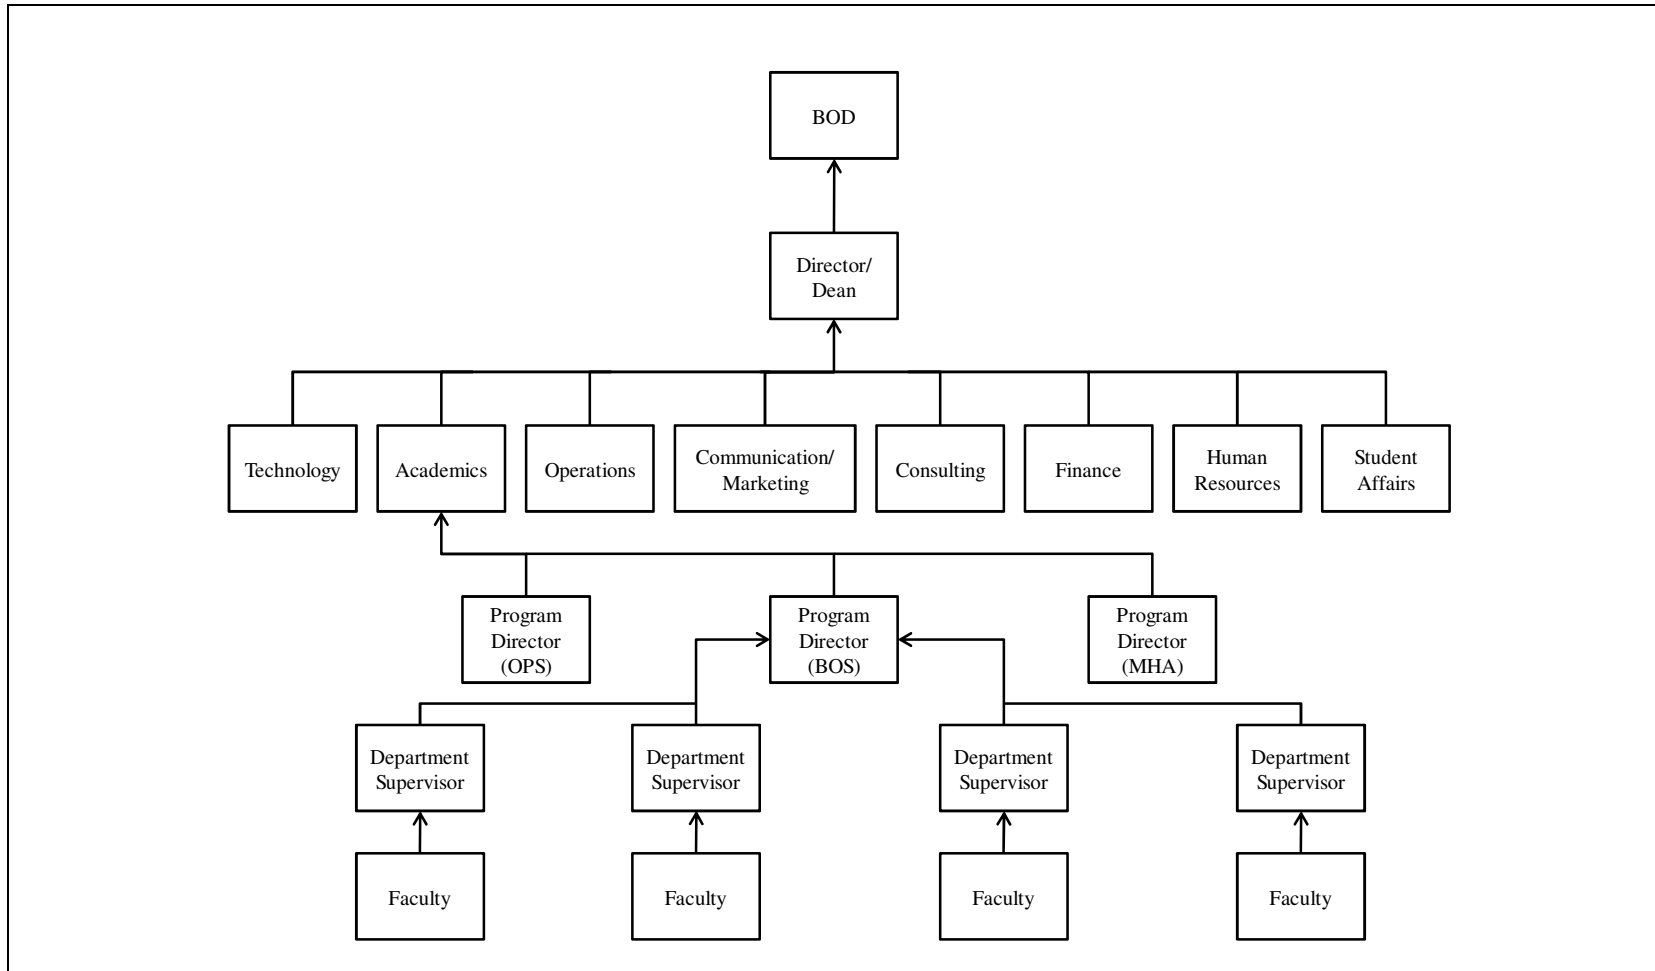 BOD
Director/
Dean
Technology
Academics
Operations
Communication/
Marketing
Consulting
Finance
Human
Resources
Student
Affairs
Program
Director
(OPS)
Program
Director
(BOS)
Program
Director
(MHA)
Department
Supervisor
Department
Supervisor
Department
Supervisor
Department
Supervisor
Faculty
Faculty
Faculty
Faculty